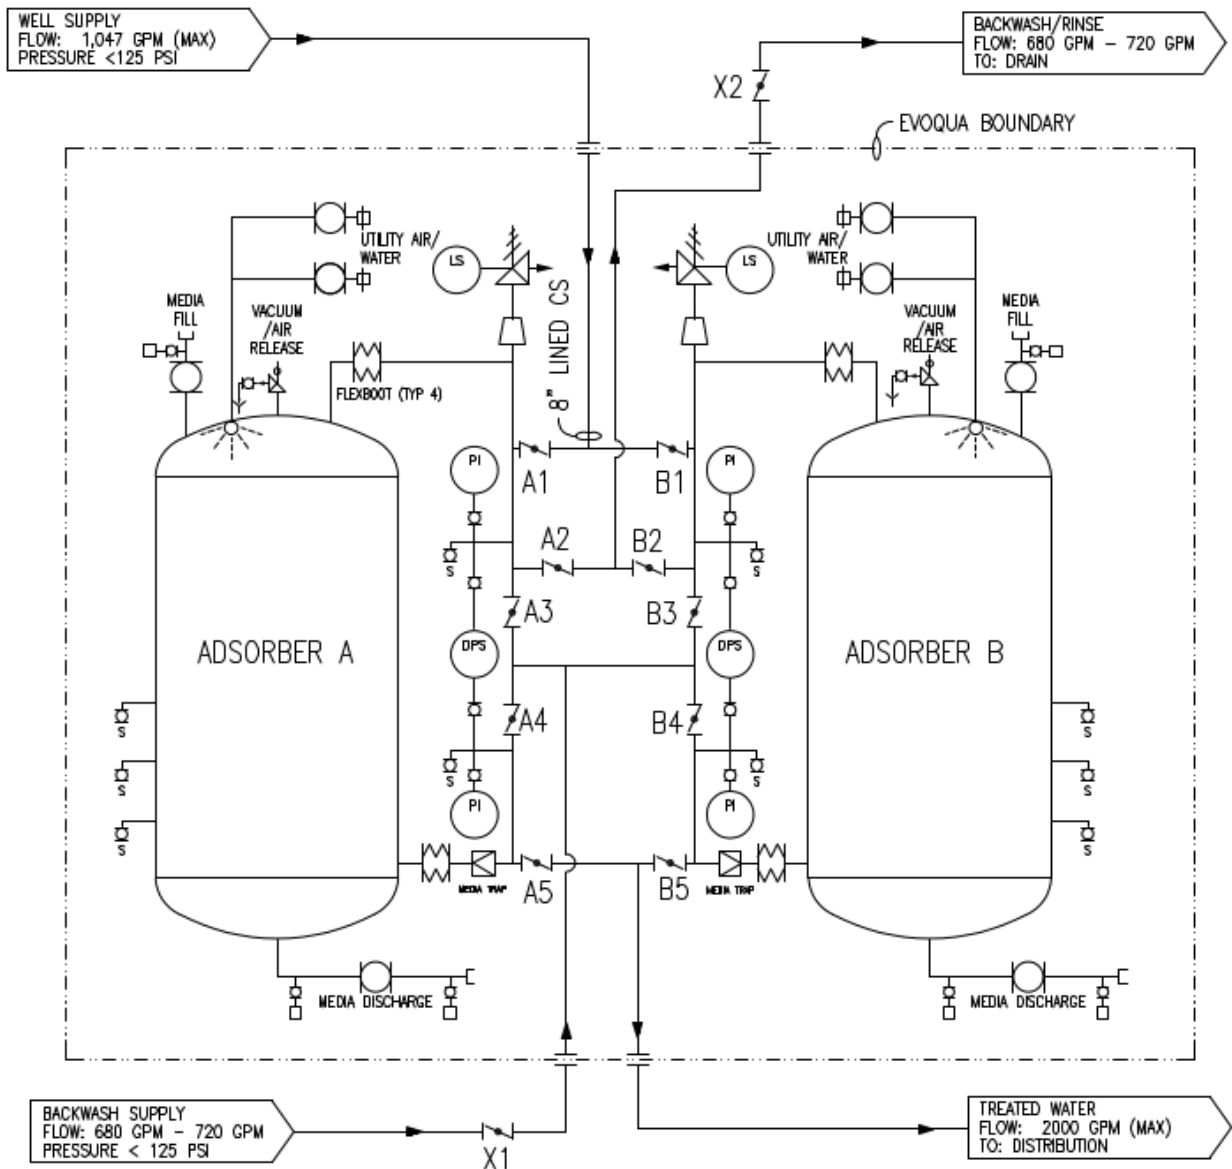 WELL SUPPLY
FLOW: 1,047 GPM (MAX)
PRESSURE <125 PSI
BACKWASH/RINSE
FLOW: 680 GPM - 720 GPM
TO: DRAIN
X2
EVOQUA BOUNDARY
UTILITY AIR/
WATER
LS
LS
UTILITY AIR/
WATER
MEDIA
FILL
VACUUM
/AIR
RELEASE
FLEXBOOT (TYP 4)
8" LINED CS
VACUUM
/AIR
RELEASE
MEDIA
FILL
PI
A1
B1
PI
S
A2
B2
S
A3
B3
ADSORBER A
DPS
DPS
ADSORBER B
S
A4
B4
S
S
S
S
S
PI
PI
S
S
MEDIA TRAP
A5
B5
MEDIA TRAP
MEDIA DISCHARGE
MEDIA DISCHARGE
BACKWASH SUPPLY
FLOW: 680 GPM - 720 GPM
PRESSURE < 125 PSI
X1
TREATED WATER
FLOW: 2000 GPM (MAX)
TO: DISTRIBUTION